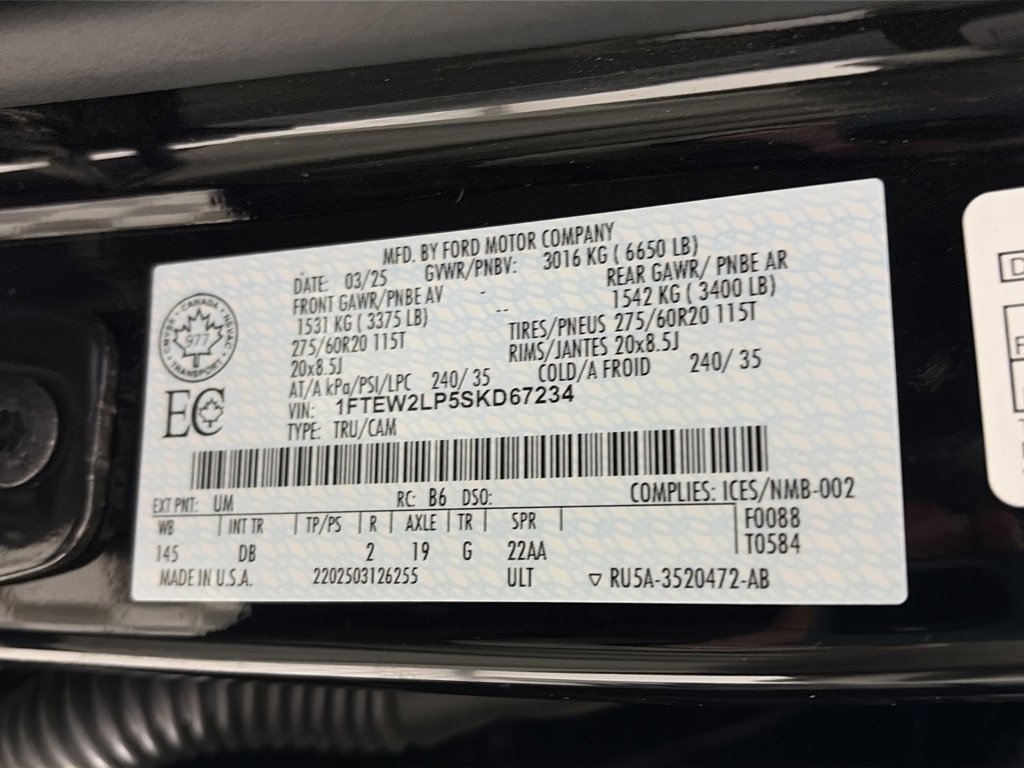 MFD. BY FORD MOTOR COMPANY
DATE: 03/25 GVWR/PNBV: 3016 KG ( 6650 LB)
FRONT GAWR/PNBE AV REAR GAWR/ PNBE AR
1531 KG ( 3375 LB) 1542 KG ( 3400 LB)
275/60R20 115T TIRES/PNEUS 275/60R20 115T
20x8.5J RIMS/JANTES 20x8.5J
AT/A kPa/PSI/LPC 240/ 35 COLD/A FROID 240/ 35
VIN: 1FTEW2LP5SKD67234
TYPE: TRU/CAM
CANADA
977
TRANSPORT
EC
EXT PNT: UM RC: B6 DSO: COMPLIES: ICES/NMB-002
WB INT TR TP/PS R AXLE TR SPR F0088
145 DB 2 19 G 22AA T0584
MADE IN U.S.A. 2202503126255 ULT RU5A-3520472-AB